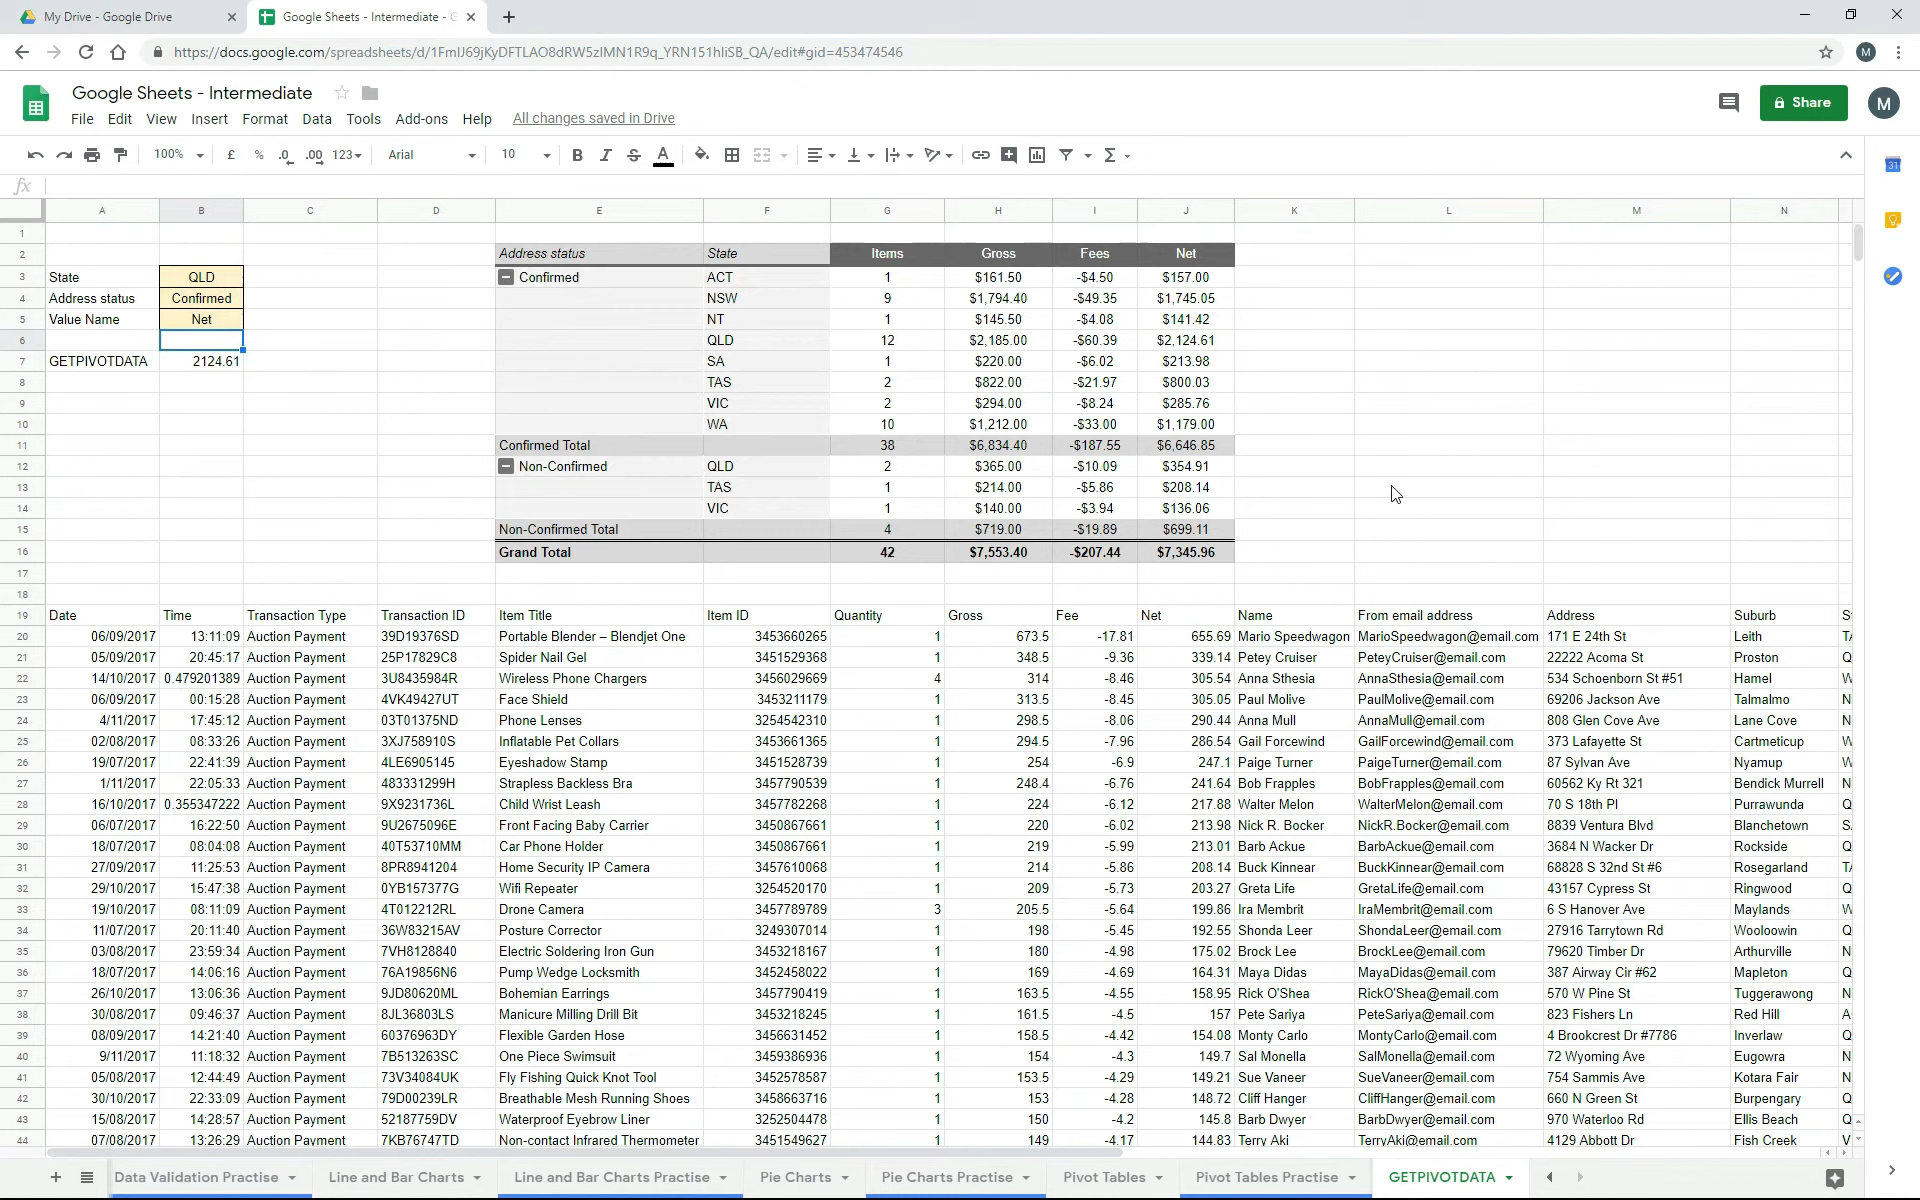 My Drive - Google Drive
Google Sheets - Intermediate - G
https://docs.google.com/spreadsheets/d/1FmIJ69jKyDFTLAO8dRW5zIMN1R9q_YRN151hIiSB_QA/edit#gid=453474546
M
Google Sheets - Intermediate
Share
M
File Edit View Insert Format Data Tools Add-ons Help All changes saved in Drive
100% £ % .0 .00 123 Arial 10 B I S A Σ
31
fx
A B C D E F G H I J K L M N
1
2 Address status State Items Gross Fees Net
3 State QLD Confirmed ACT 1 $161.50 -$4.50 $157.00
4 Address status Confirmed NSW 9 $1,794.40 -$49.35 $1,745.05
5 Value Name Net NT 1 $145.50 -$4.08 $141.42
6 QLD 12 $2,185.00 -$60.39 $2,124.61
7 GETPIVOTDATA 2124.61 SA 1 $220.00 -$6.02 $213.98
8 TAS 2 $822.00 -$21.97 $800.03
9 VIC 2 $294.00 -$8.24 $285.76
10 WA 10 $1,212.00 -$33.00 $1,179.00
11 Confirmed Total 38 $6,834.40 -$187.55 $6,646.85
12 Non-Confirmed QLD 2 $365.00 -$10.09 $354.91
13 TAS 1 $214.00 -$5.86 $208.14
14 VIC 1 $140.00 -$3.94 $136.06
15 Non-Confirmed Total 4 $719.00 -$19.89 $699.11
16 Grand Total 42 $7,553.40 -$207.44 $7,345.96
17
18
19 Date Time Transaction Type Transaction ID Item Title Item ID Quantity Gross Fee Net Name From email address Address Suburb
20 06/09/2017 13:11:09 Auction Payment 39D19376SD Portable Blender – Blendjet One 3453660265 1 673.5 -17.81 655.69 Mario Speedwagon MarioSpeedwagon@email.com 171 E 24th St Leith
21 05/09/2017 20:45:17 Auction Payment 25P17829C8 Spider Nail Gel 3451529368 1 348.5 -9.36 339.14 Petey Cruiser PeteyCruiser@email.com 22222 Acoma St Proston
22 14/10/2017 0.479201389 Auction Payment 3U8435984R Wireless Phone Chargers 3456029669 4 314 -8.46 305.54 Anna Sthesia AnnaSthesia@email.com 534 Schoenborn St #51 Hamel
23 06/09/2017 00:15:28 Auction Payment 4VK49427UT Face Shield 3453211179 1 313.5 -8.45 305.05 Paul Molive PaulMolive@email.com 69206 Jackson Ave Talmalmo
24 4/11/2017 17:45:12 Auction Payment 03T01375ND Phone Lenses 3254542310 1 298.5 -8.06 290.44 Anna Mull AnnaMull@email.com 808 Glen Cove Ave Lane Cove
25 02/08/2017 08:33:26 Auction Payment 3XJ758910S Inflatable Pet Collars 3453661365 1 294.5 -7.96 286.54 Gail Forcewind GailForcewind@email.com 373 Lafayette St Cartmeticup
26 19/07/2017 22:41:39 Auction Payment 4LE6905145 Eyeshadow Stamp 3451528739 1 254 -6.9 247.1 Paige Turner PaigeTurner@email.com 87 Sylvan Ave Nyamup
27 1/11/2017 22:05:33 Auction Payment 483331299H Strapless Backless Bra 3457790539 1 248.4 -6.76 241.64 Bob Frapples BobFrapples@email.com 60562 Ky Rt 321 Bendick Murrell
28 16/10/2017 0.355347222 Auction Payment 9X9231736L Child Wrist Leash 3457782268 1 224 -6.12 217.88 Walter Melon WalterMelon@email.com 70 S 18th Pl Purrawunda
29 06/07/2017 16:22:50 Auction Payment 9U2675096E Front Facing Baby Carrier 3450867661 1 220 -6.02 213.98 Nick R. Bocker NickR.Bocker@email.com 8839 Ventura Blvd Blanchetown
30 18/07/2017 08:04:08 Auction Payment 40T53710MM Car Phone Holder 3450867661 1 219 -5.99 213.01 Barb Ackue BarbAckue@email.com 3684 N Wacker Dr Rockside
31 27/09/2017 11:25:53 Auction Payment 8PR8941204 Home Security IP Camera 3457610068 1 214 -5.86 208.14 Buck Kinnear BuckKinnear@email.com 68828 S 32nd St #6 Rosegarland
32 29/10/2017 15:47:38 Auction Payment 0YB157377G Wifi Repeater 3254520170 1 209 -5.73 203.27 Greta Life GretaLife@email.com 43157 Cypress St Ringwood
33 19/10/2017 08:11:09 Auction Payment 4T012212RL Drone Camera 3457789789 3 205.5 -5.64 199.86 Ira Membrit IraMembrit@email.com 6 S Hanover Ave Maylands
34 11/07/2017 20:11:40 Auction Payment 36W83215AV Posture Corrector 3249307014 1 198 -5.45 192.55 Shonda Leer ShondaLeer@email.com 27916 Tarrytown Rd Wooloowin
35 03/08/2017 23:59:34 Auction Payment 7VH8128840 Electric Soldering Iron Gun 3453218167 1 180 -4.98 175.02 Brock Lee BrockLee@email.com 79620 Timber Dr Arthurville
36 18/07/2017 14:06:16 Auction Payment 76A19856N6 Pump Wedge Locksmith 3452458022 1 169 -4.69 164.31 Maya Didas MayaDidas@email.com 387 Airway Cir #62 Mapleton
37 26/10/2017 13:06:36 Auction Payment 9JD80620ML Bohemian Earrings 3457790419 1 163.5 -4.55 158.95 Rick O'Shea RickO'Shea@email.com 570 W Pine St Tuggerawong
38 30/08/2017 09:46:37 Auction Payment 8JL36803LS Manicure Milling Drill Bit 3453218245 1 161.5 -4.5 157 Pete Sariya PeteSariya@email.com 823 Fishers Ln Red Hill
39 08/09/2017 14:21:40 Auction Payment 60376963DY Flexible Garden Hose 3456631452 1 158.5 -4.42 154.08 Monty Carlo MontyCarlo@email.com 4 Brookcrest Dr #7786 Inverlaw
40 9/11/2017 11:18:32 Auction Payment 7B513263SC One Piece Swimsuit 3459386936 1 154 -4.3 149.7 Sal Monella SalMonella@email.com 72 Wyoming Ave Eugowra
41 05/08/2017 12:44:49 Auction Payment 73V34084UK Fly Fishing Quick Knot Tool 3452578587 1 153.5 -4.29 149.21 Sue Vaneer SueVaneer@email.com 754 Sammis Ave Kotara Fair
42 30/10/2017 22:33:09 Auction Payment 79D00239LR Breathable Mesh Running Shoes 3458663716 1 153 -4.28 148.72 Cliff Hanger CliffHanger@email.com 660 N Green St Burpengary
43 15/08/2017 14:28:57 Auction Payment 52187759DV Waterproof Eyebrow Liner 3252504478 1 150 -4.2 145.8 Barb Dwyer BarbDwyer@email.com 970 Waterloo Rd Ellis Beach
44 07/08/2017 13:26:29 Auction Payment 7KB76747TD Non-contact Infrared Thermometer 3451549627 1 149 -4.17 144.83 Terry Aki TerryAki@email.com 4129 Abbott Dr Fish Creek
Data Validation Practise Line and Bar Charts Line and Bar Charts Practise Pie Charts Pie Charts Practise Pivot Tables Pivot Tables Practise GETPIVOTDATA